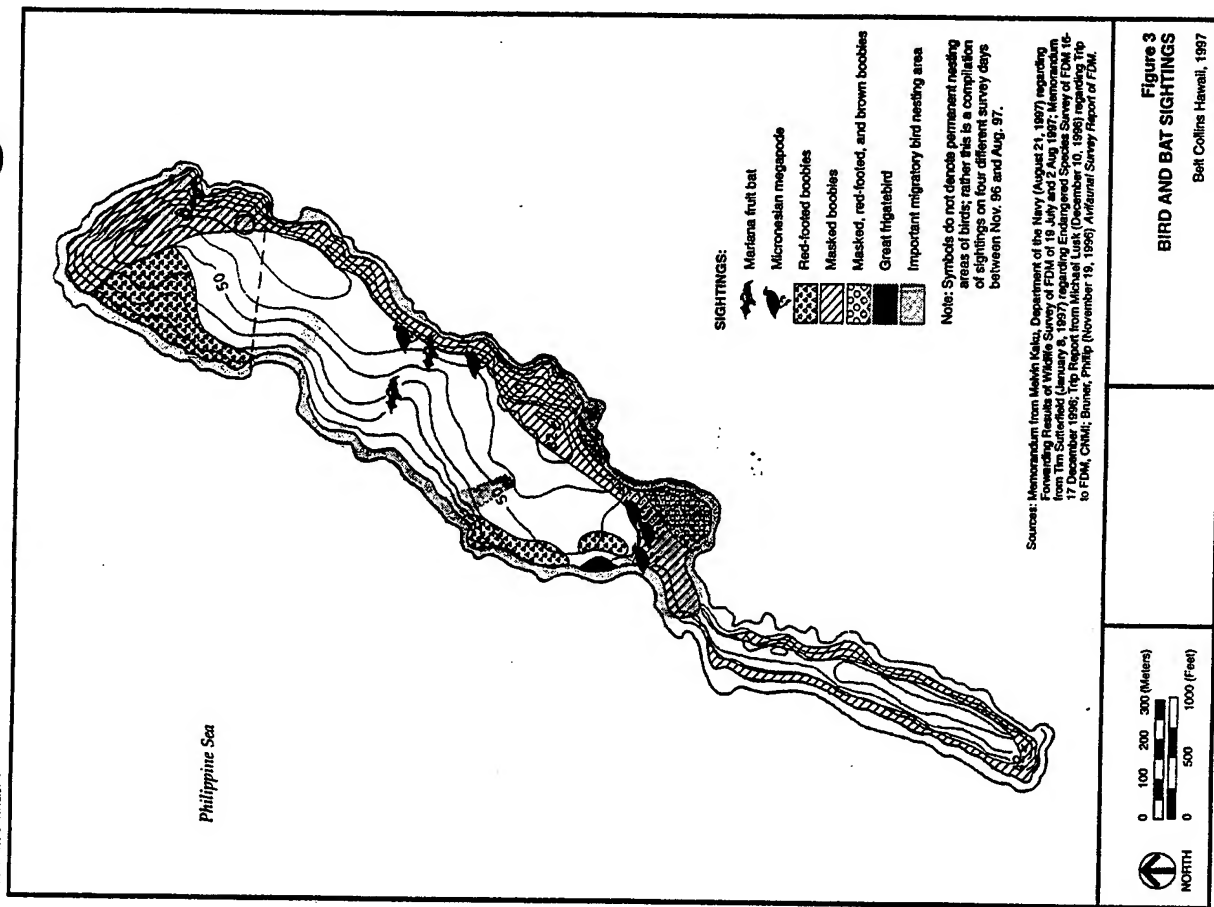 Philippine Sea
50
50
SIGHTINGS:
Mariana fruit bat
Micronesian megapode
Red-footed boobies
Masked boobies
Masked, red-footed, and brown boobies
Great frigatebird
Important migratory bird nesting area
Note: Symbols do not denote permanent nesting
areas of birds; rather this is a compilation
of sightings on four different survey days
between Nov. 96 and Aug. 97.
Sources: Memorandum from Melvin Kaku, Department of the Navy (August 21, 1997) regarding
Forwarding Results of Wildlife Survey of FDM of 19 July and 2 Aug 1997; Memorandum
from Tim Sutterfield (January 8, 1997) regarding Endangered Species Survey of FDM 16-
17 December 1996; Trip Report from Michael Lusk (December 10, 1996) regarding Trip
to FDM, CNMI; Bruner, Phillip (November 19, 1996) Avifaunal Survey Report of FDM.
NORTH
0 100 200 300 (Meters)
0 500 1000 (Feet)
Figure 3
BIRD AND BAT SIGHTINGS
Belt Collins Hawaii, 1997